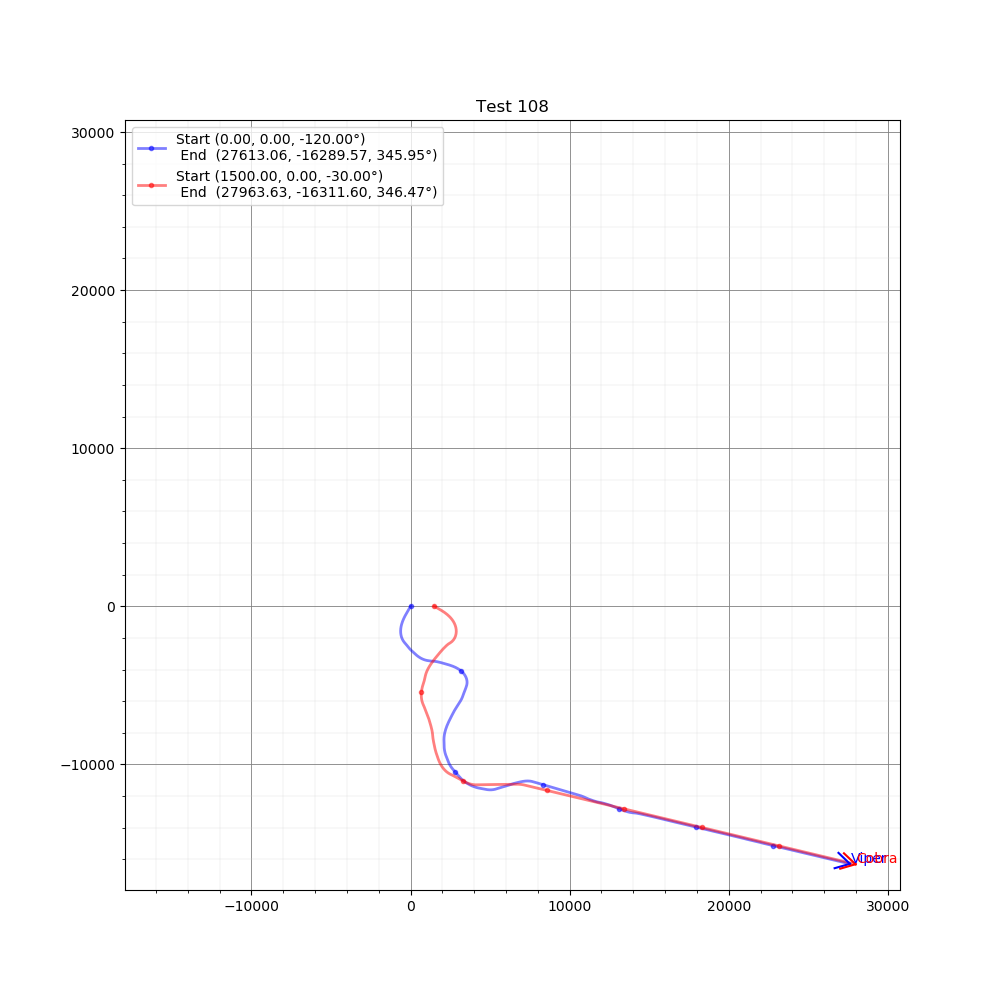 Test 108
Start (0.00, 0.00, -120.00°)
End (27613.06, -16289.57, 345.95°)
Start (1500.00, 0.00, -30.00°)
End (27963.63, -16311.60, 346.47°)
30000
20000
10000
0
−10000
Viper
Cobra
−10000
0
10000
20000
30000